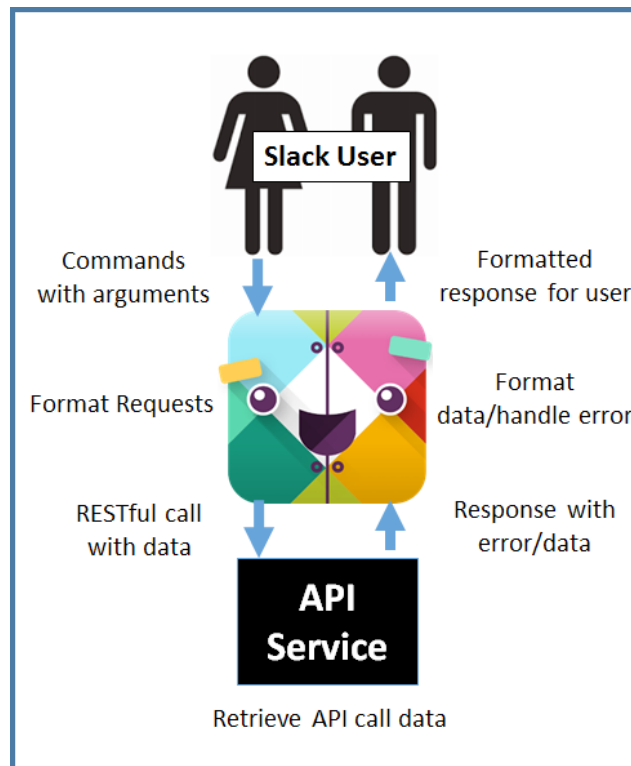 Slack User
Commands
with arguments
Formatted
response for user
Format Requests
Format
data/handle error
RESTful call
with data
Response with
error/data
API
Service
Retrieve API call data